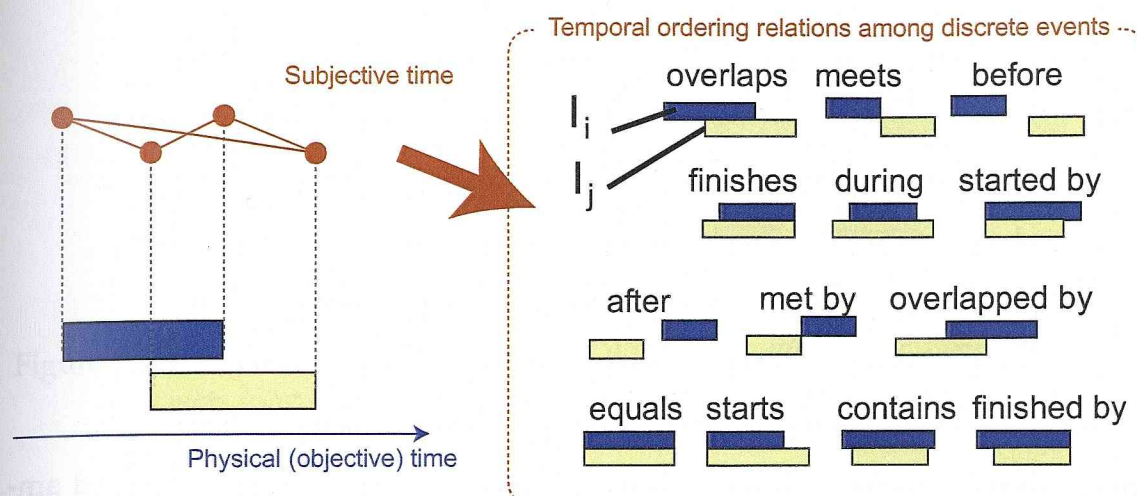 Temporal ordering relations among discrete events
Subjective time
overlaps meets before
I i
I j
finishes during started by
after met by overlapped by
equals starts contains finished by
Physical (objective) time